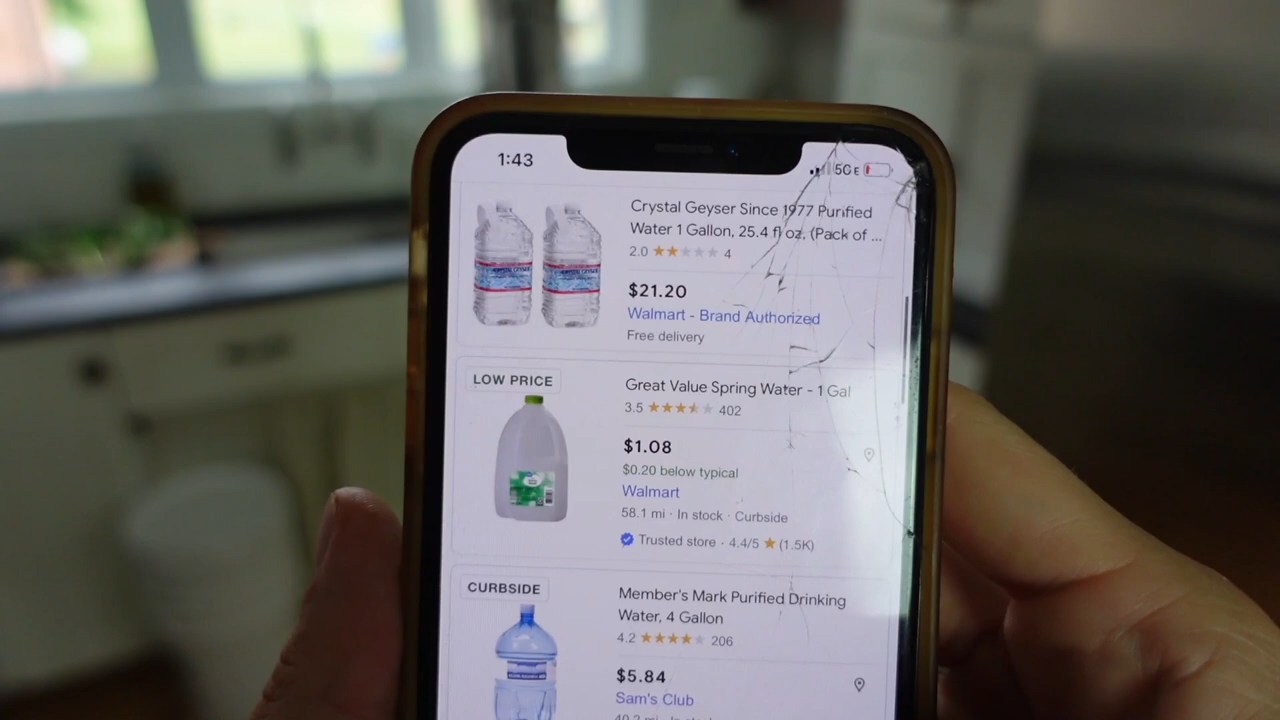 1:43
5GE
Crystal Geyser Since 1977 Purified
Water 1 Gallon, 25.4 fl oz, (Pack of ...
2.0 ★★★★★ 4
$21.20
Walmart - Brand Authorized
Free delivery
CRYSTAL GEYSER
LOW PRICE
Great Value Spring Water - 1 Gal
3.5 ★★★★★ 402
$1.08
$0.20 below typical
Walmart
58.1 mi · In stock · Curbside
Trusted store - 4.4/5 ★ (1.5K)
CURBSIDE
Member's Mark Purified Drinking
Water, 4 Gallon
4.2 ★★★★★ 206
$5.84
Sam's Club